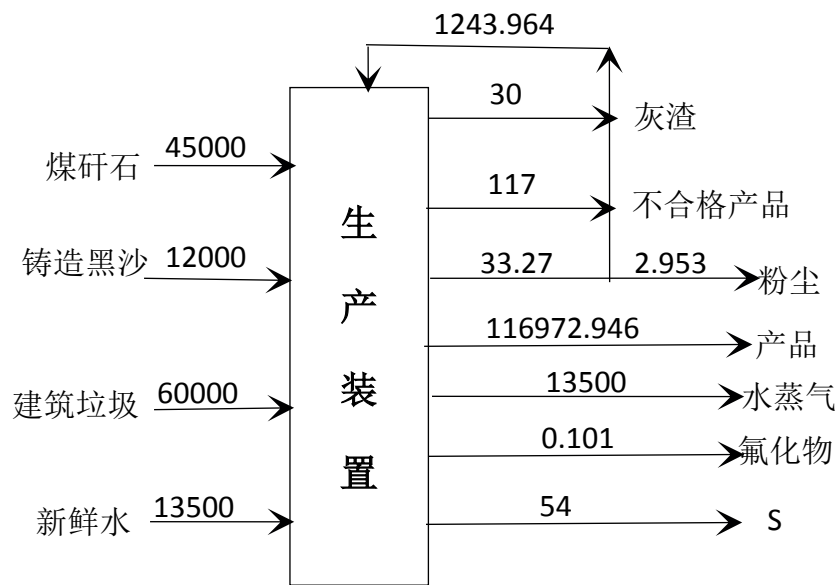 1243.964
30
灰渣
煤矸石
45000
117
不合格产品
铸造黑沙
12000
33.27
2.953
粉尘
生产装置
116972.946
产品
建筑垃圾
60000
13500
水蒸气
0.101
氟化物
新鲜水
13500
54
S